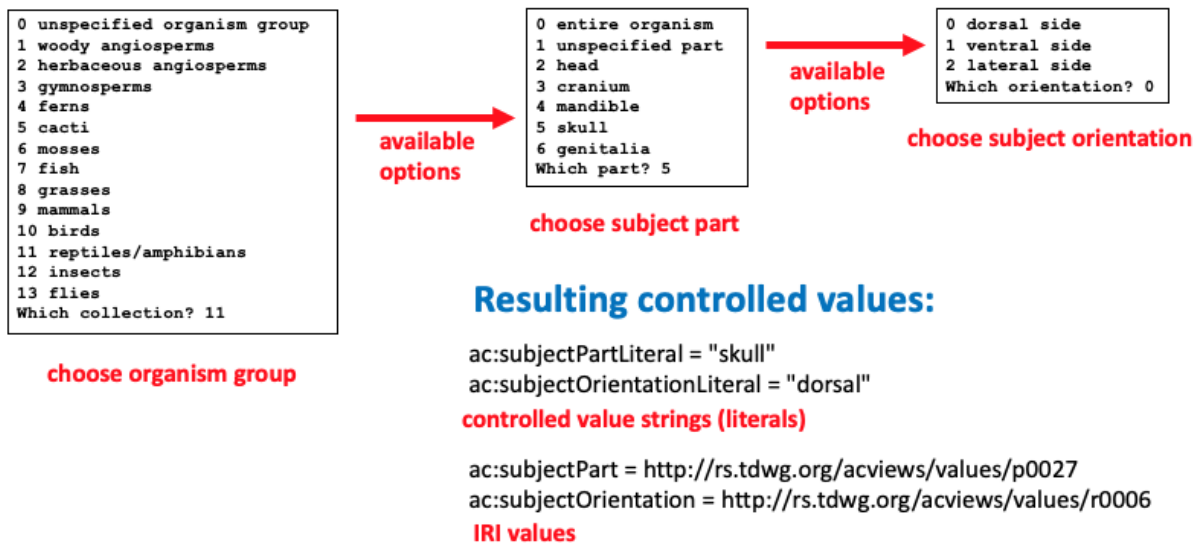 0 unspecified organism group
1 woody angiosperms
2 herbaceous angiosperms
3 gymnosperms
4 ferns
5 cacti
6 mosses
7 fish
8 grasses
9 mammals
10 birds
11 reptiles/amphibians
12 insects
13 flies
Which collection? 11
choose organism group
available
options
0 entire organism
1 unspecified part
2 head
3 cranium
4 mandible
5 skull
6 genitalia
Which part? 5
choose subject part
available
options
0 dorsal side
1 ventral side
2 lateral side
Which orientation? 0
choose subject orientation
Resulting controlled values:
ac:subjectPartLiteral = "skull"
ac:subjectOrientationLiteral = "dorsal"
controlled value strings (literals)
ac:subjectPart = http://rs.tdwg.org/acviews/values/p0027
ac:subjectOrientation = http://rs.tdwg.org/acviews/values/r0006
IRI values